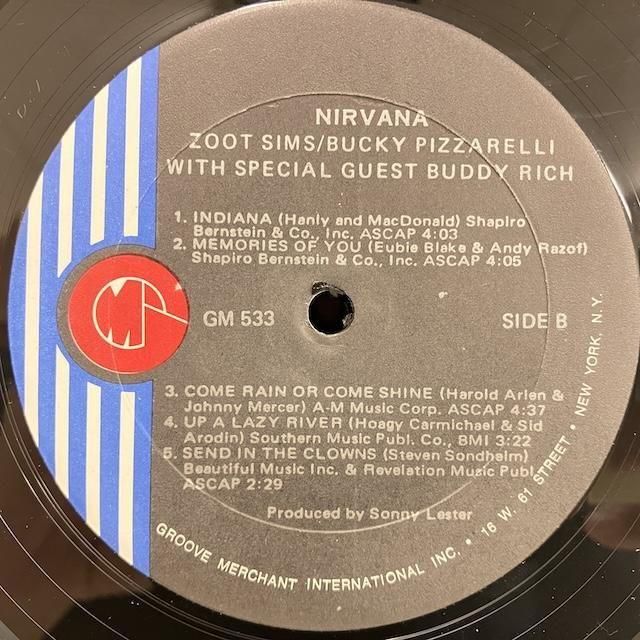 NIRVANA
ZOOT SIMS/BUCKY PIZZARELLI
WITH SPECIAL GUEST BUDDY RICH
1. INDIANA (Hanly and MacDonald) Shapiro
Bernstein & Co., Inc. ASCAP 4:03
2. MEMORIES OF YOU (Eubie Blake & Andy Razof)
Shapiro Bernstein & Co., Inc. ASCAP 4:05
GM 533
SIDE B
3. COME RAIN OR COME SHINE (Harold Arlen &
Johnny Mercer) A-M Music Corp. ASCAP 4:37
4. UP A LAZY RIVER (Hoagy Carmichael & Sid
Arodin) Southern Music Publ. Co., BMI 3:22
5. SEND IN THE CLOWNS (Steven Sondheim)
Beautiful Music Inc. & Revelation Music Publ.
ASCAP 2:29
Produced by Sonny Lester
GROOVE MERCHANT INTERNATIONAL INC. • 16 W. 61 STREET • NEW YORK, N.Y.